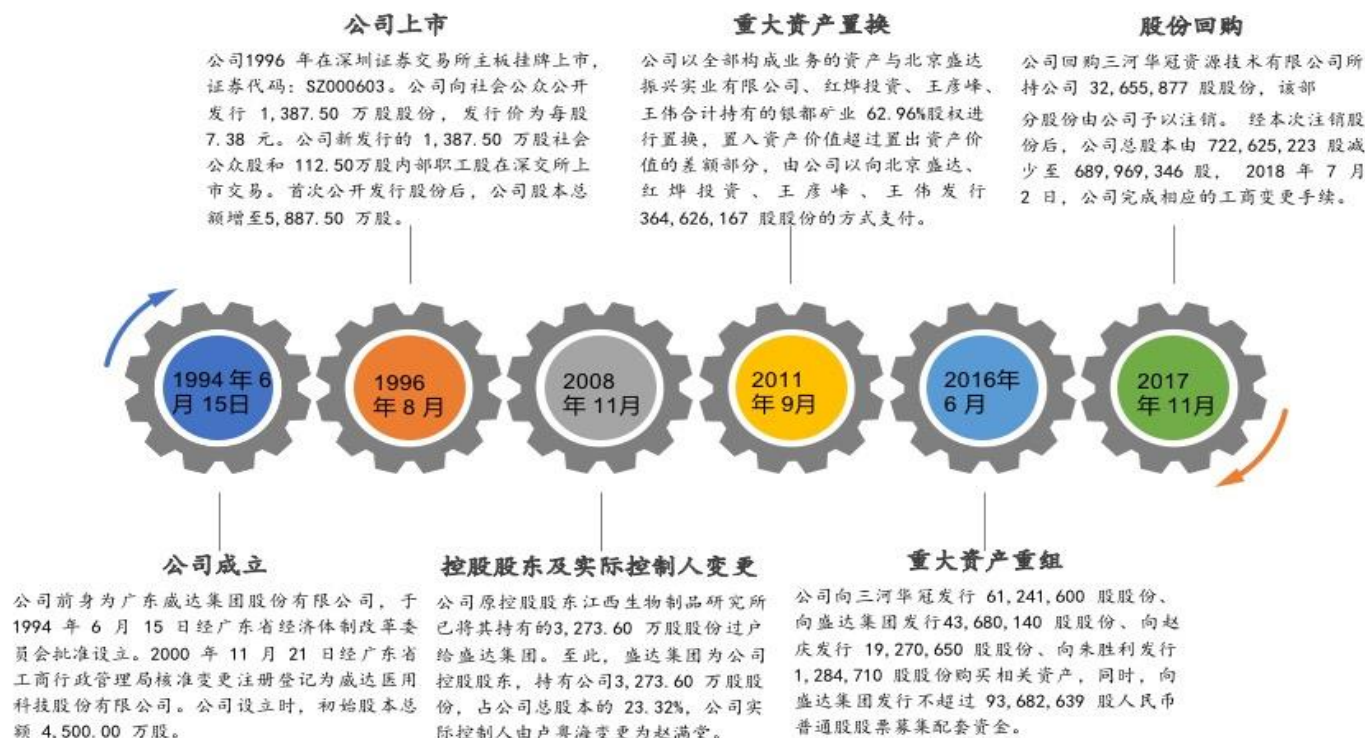 公司上市
公司1996 年在深圳证券交易所主板挂牌上市，
证券代码: SZ000603。公司向社会公众公开
发行 1,387.50 万股股份，发行价为每股
7.38 元。公司新发行的 1,387.50 万股社会
公众股和 112.50万股内部职工股在深交所上
市交易。首次公开发行股份后，公司股本总
额增至5,887.50 万股。
重大资产置换
公司以全部构成业务的资产与北京盛达
振兴实业有限公司、红烨投资、王彦峰、
王伟合计持有的银都矿业 62.96%股权进
行置换，置入资产价值超过置出资产价
值的差额部分，由公司以向北京盛达、
红烨投资、王彦峰、王伟发行
364,626,167 股股份的方式支付。
股份回购
公司回购三河华冠资源技术有限公司所
持公司 32,655,877 股股份，该部
分股份由公司予以注销。 经本次注销股
份后，公司总股本由 722,625,223 股减
少至 689,969,346 股， 2018 年 7 月
2 日，公司完成相应的工商变更手续。
1994 年 6
月 15日
1996
年 8 月
2008
年 11月
2011
年 9月
2016年
6 月
2017
年 11月
公司成立
公司前身为广东威达集团股份有限公司，于
1994 年 6 月 15 日经广东省经济体制改革委
员会批准设立。2000 年 11 月 21 日经广东省
工商行政管理局核准变更注册登记为威达医用
科技股份有限公司。公司设立时，初始股本总
额 4,500.00 万股。
控股股东及实际控制人变更
公司原控股股东江西生物制品研究所
已将其持有的3,273.60 万股股份过户
给盛达集团。至此，盛达集团为公司
控股股东，持有公司3,273.60 万股股
份，占公司总股本的 23.32%，公司实
际控制人由卢粤海变更为赵满堂。
重大资产重组
公司向三河华冠发行 61,241,600 股股份、
向盛达集团发行43,680,140 股股份、向赵
庆发行 19,270,650 股股份、向朱胜利发行
1,284,710 股股份购买相关资产，同时，向
盛达集团发行不超过 93,682,639 股人民币
普通股股票募集配套资金。